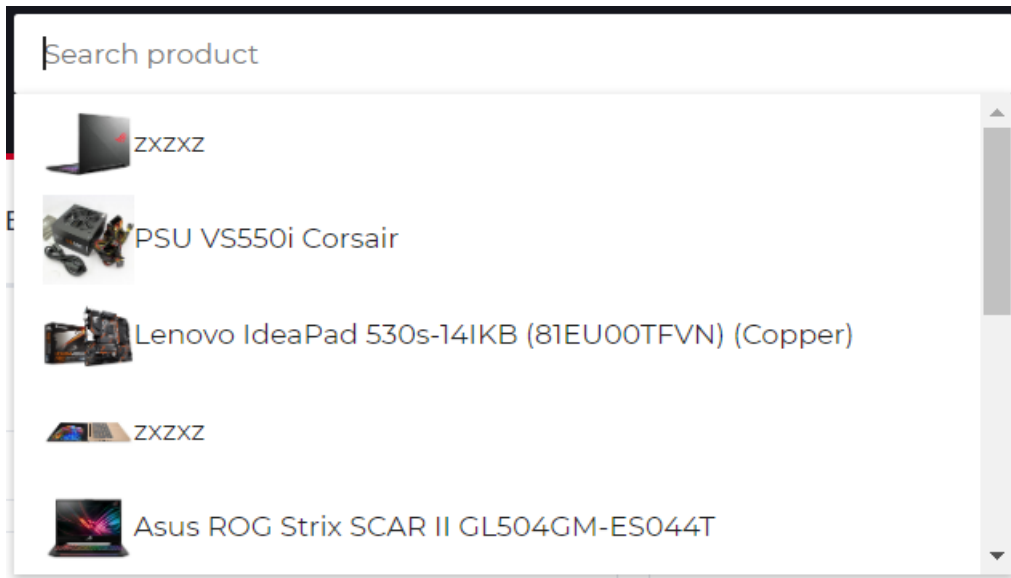 Search product
zxzxz
PSU VS550i Corsair
Lenovo IdeaPad 530s-14IKB (81EU00TFVN) (Copper)
zxzxz
Asus ROG Strix SCAR II GL504GM-ES044T